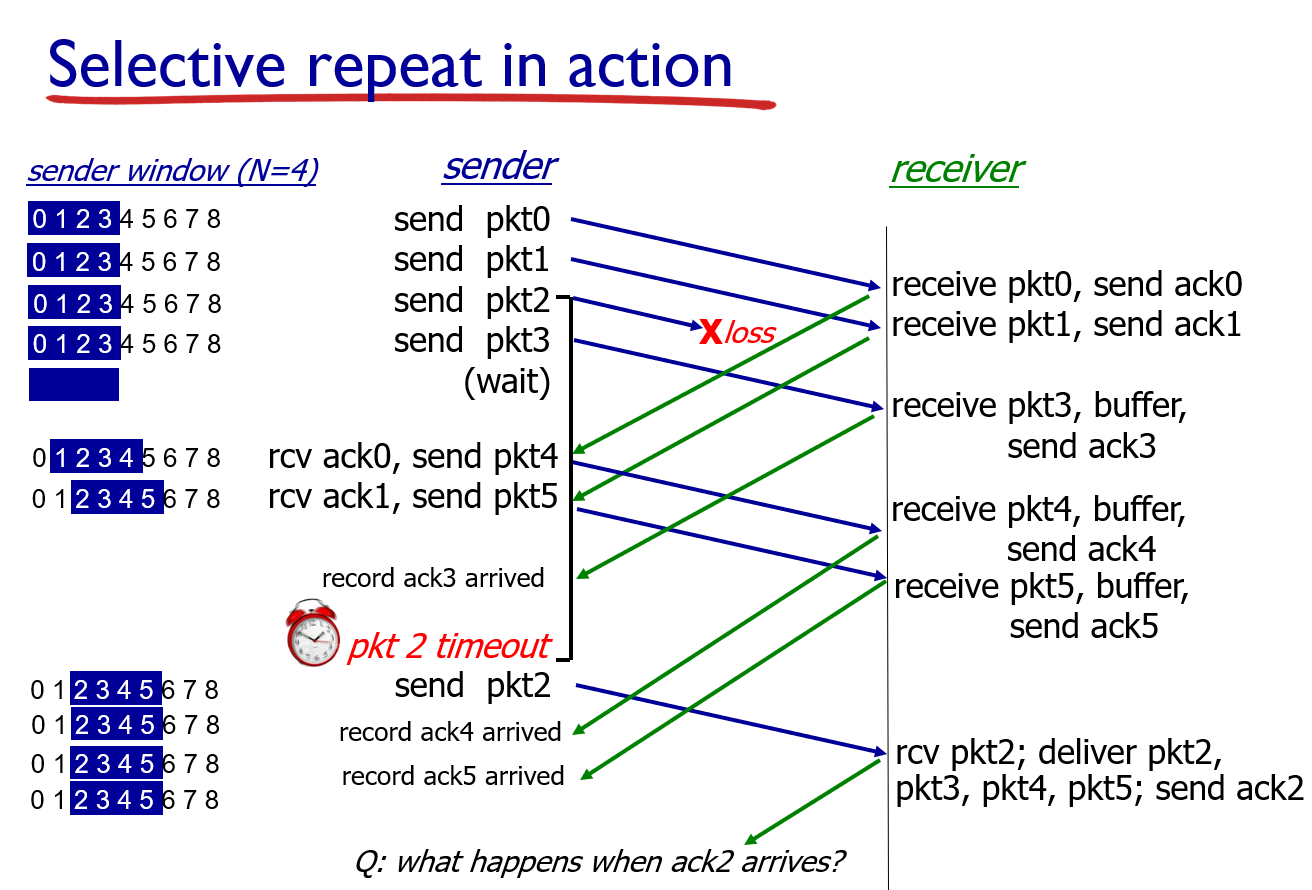 Selective repeat in action
sender window (N=4)
sender
receiver
0 1 2 3 4 5 6 7 8
send pkt0
0 1 2 3 4 5 6 7 8
send pkt1
0 1 2 3 4 5 6 7 8
send pkt2
0 1 2 3 4 5 6 7 8
send pkt3
(wait)
X loss
receive pkt0, send ack0
receive pkt1, send ack1
receive pkt3, buffer,
send ack3
0 1 2 3 4 5 6 7 8
rcv ack0, send pkt4
0 1 2 3 4 5 6 7 8
rcv ack1, send pkt5
receive pkt4, buffer,
send ack4
receive pkt5, buffer,
send ack5
record ack3 arrived
pkt 2 timeout
0 1 2 3 4 5 6 7 8
send pkt2
0 1 2 3 4 5 6 7 8
record ack4 arrived
0 1 2 3 4 5 6 7 8
record ack5 arrived
0 1 2 3 4 5 6 7 8
rcv pkt2; deliver pkt2,
pkt3, pkt4, pkt5; send ack2
Q: what happens when ack2 arrives?